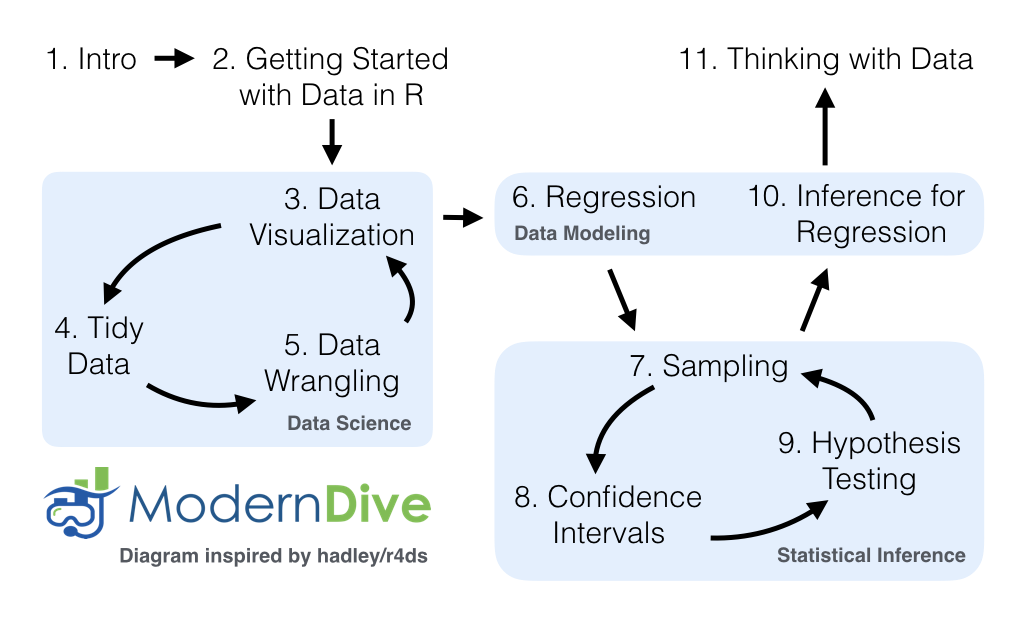 1. Intro
2. Getting Started
with Data in R
11. Thinking with Data
3. Data
Visualization
4. Tidy
Data
5. Data
Wrangling
Data Science
6. Regression
Data Modeling
10. Inference for
Regression
7. Sampling
8. Confidence
Intervals
9. Hypothesis
Testing
Statistical Inference
ModernDive
Diagram inspired by hadley/r4ds